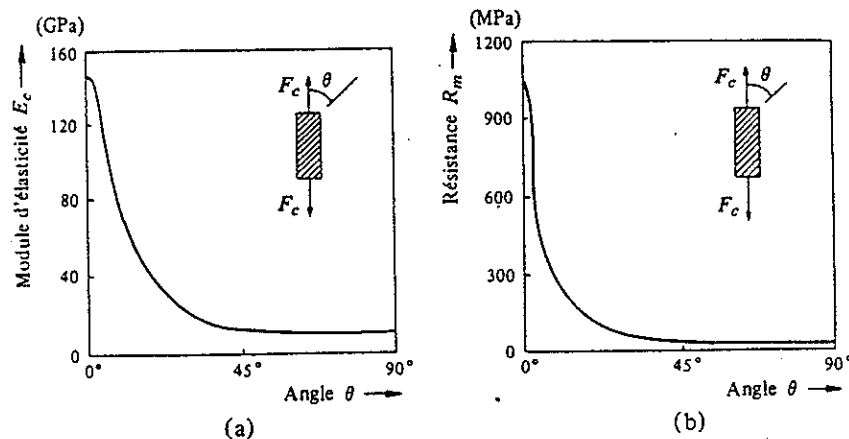 (GPa)
160
120
80
40
0
Module d'élasticité E_c
F_c
θ
F_c
0°
45°
90°
Angle θ
(a)
(MPa)
1200
900
600
300
0
Résistance R_m
F_c
θ
F_c
0°
45°
90°
Angle θ
(b)